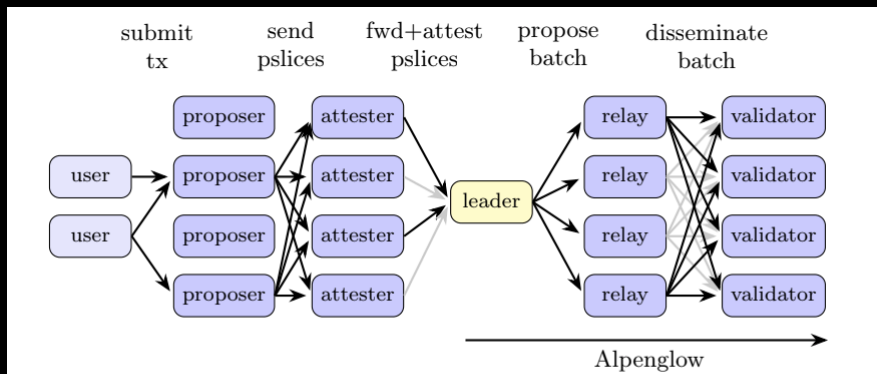 submit
tx
send
pslices
fwd+attest
pslices
propose
batch
disseminate
batch
proposer
attester
relay
validator
user
proposer
attester
relay
validator
leader
user
proposer
attester
relay
validator
proposer
attester
relay
validator
Alpenglow